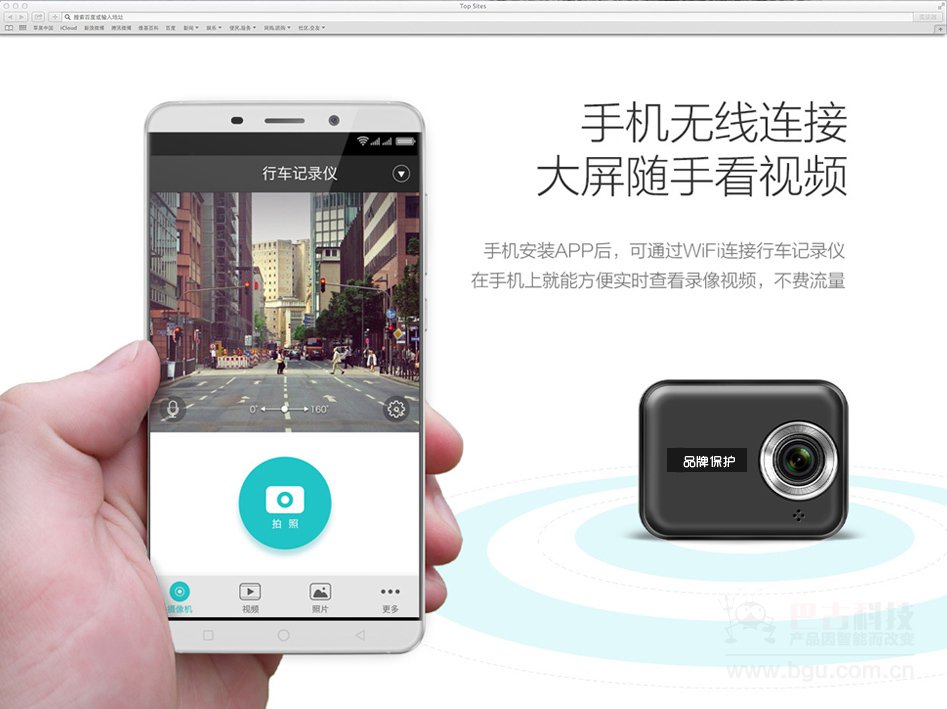 Top Sites
搜索百度或输入地址
阅读器
苹果中国 iCloud 新浪微博 腾讯微博 维基百科 百度 新闻 娱乐 便民.服务 网购.团购 社区.交友
手机无线连接
大屏随手看视频
手机安装APP后，可通过WiFi连接行车记录仪
在手机上就能方便实时查看录像视频，不费流量
行车记录仪
0° 160°
拍 照
摄像机 视频 照片 更多
品牌保护
巴古科技
产品因智能而改变
www.bgu.com.cn